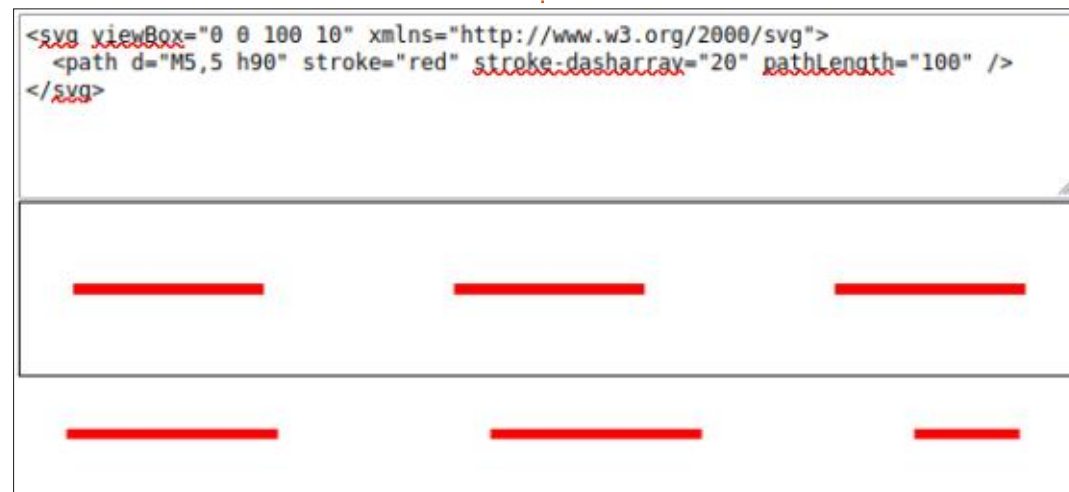 <svg viewBox="0 0 100 10" xmlns="http://www.w3.org/2000/svg">
  <path d="M5,5 h90" stroke="red" stroke-dasharray="20" pathLength="100" />
</svg>